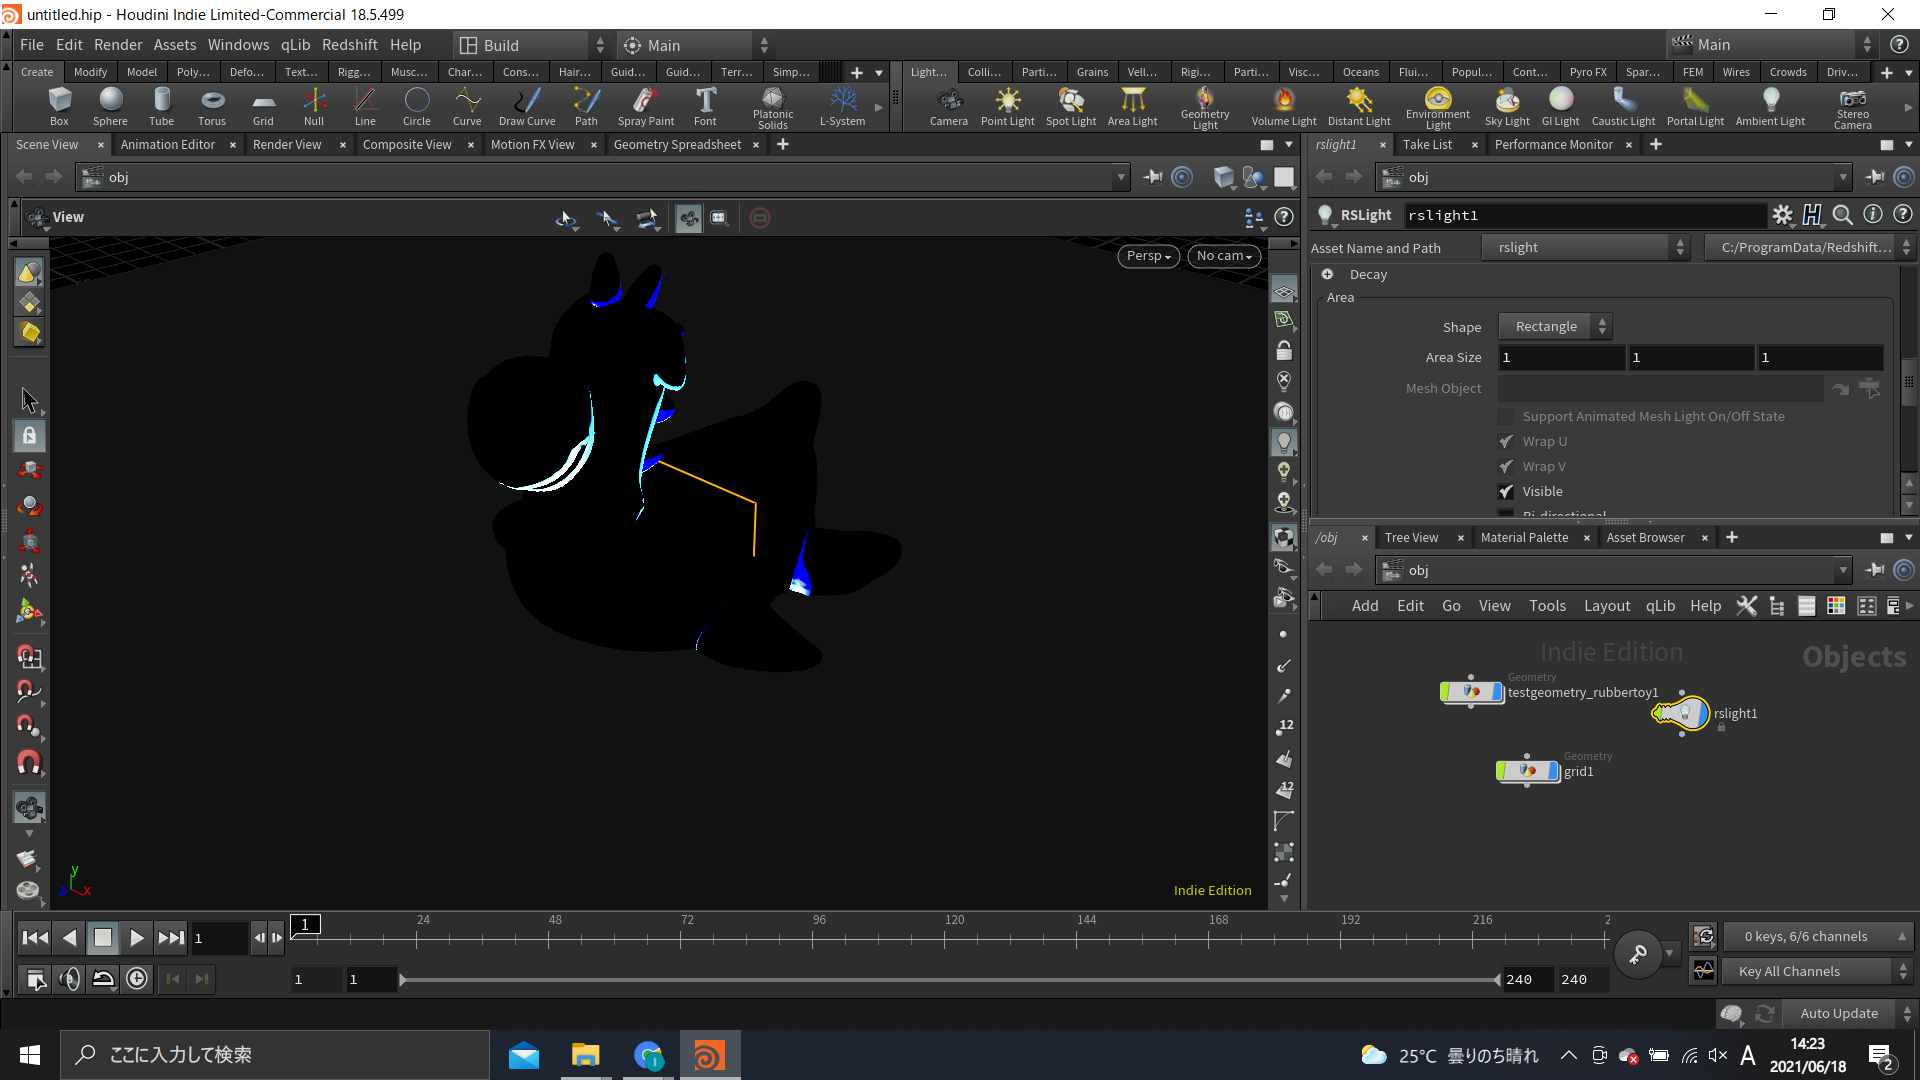 untitled.hip - Houdini Indie Limited-Commercial 18.5.499
File Edit Render Assets Windows qLib Redshift Help Build Main Main
Create Modify Model Poly... Defo... Text... Rigg... Musc... Char... Cons... Hair... Guid... Guid... Terr... Simp... Light... Colli... Parti... Grains Vell... Rigi... Parti... Visc... Oceans Flui... Popul... Cont... Pyro FX Spar... FEM Wires Crowds Driv...
Box Sphere Tube Torus Grid Null Line Circle Curve Draw Curve Path Spray Paint Font Platonic Solids L-System Camera Point Light Spot Light Area Light Geometry Light Volume Light Distant Light Environment Light Sky Light GI Light Caustic Light Portal Light Ambient Light Stereo Camera
Scene View Animation Editor Render View Composite View Motion FX View Geometry Spreadsheet
obj
View
Persp No cam
Indie Edition
y
x
z
12
12
rslight1 Take List Performance Monitor
obj
RSLight rslight1
Asset Name and Path rslight C:/ProgramData/Redshift...
Decay
Area
Shape Rectangle
Area Size 1 1 1
Mesh Object
Support Animated Mesh Light On/Off State
Wrap U
Wrap V
Visible
Bi-directional
/obj Tree View Material Palette Asset Browser
obj
Add Edit Go View Tools Layout qLib Help
Indie Edition Objects
Geometry
testgeometry_rubbertoy1
rslight1
Geometry
grid1
1 1 24 48 72 96 120 144 168 192 216 2
0 keys, 6/6 channels
1 1 240 240 Key All Channels
Auto Update
ここに入力して検索
25°C 曇りのち晴れ A 14:23
2021/06/18
2